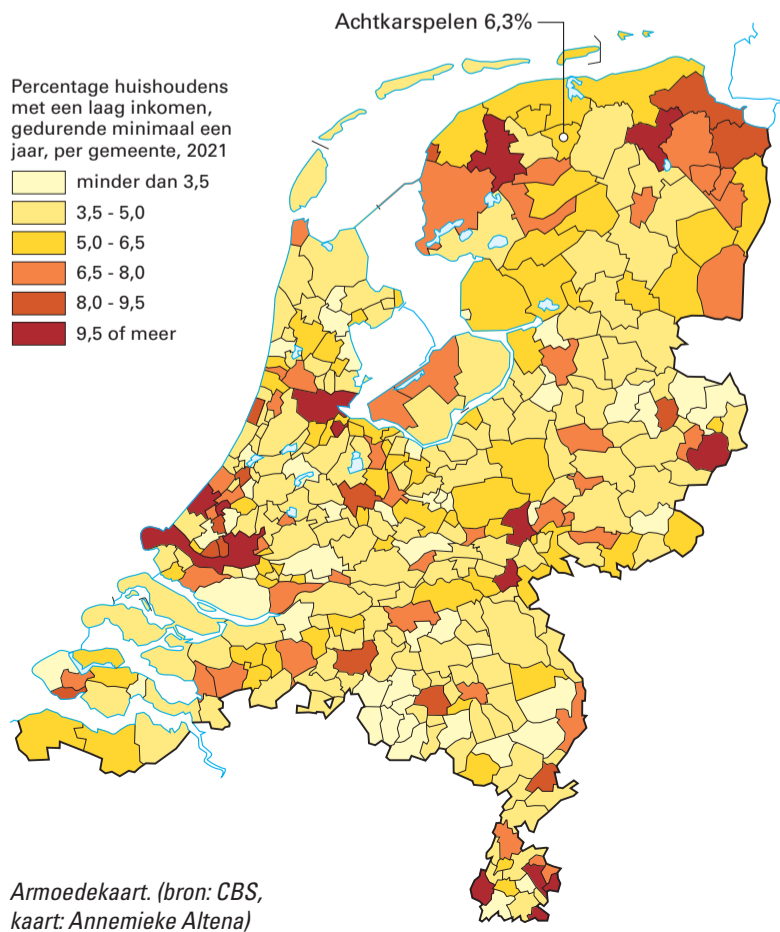 Achtkarspelen 6,3%
Percentage huishoudens
met een laag inkomen,
gedurende minimaal een
jaar, per gemeente, 2021
minder dan 3,5
3,5 - 5,0
5,0 - 6,5
6,5 - 8,0
8,0 - 9,5
9,5 of meer
Armoedekaart. (bron: CBS,
kaart: Annemieke Altena)